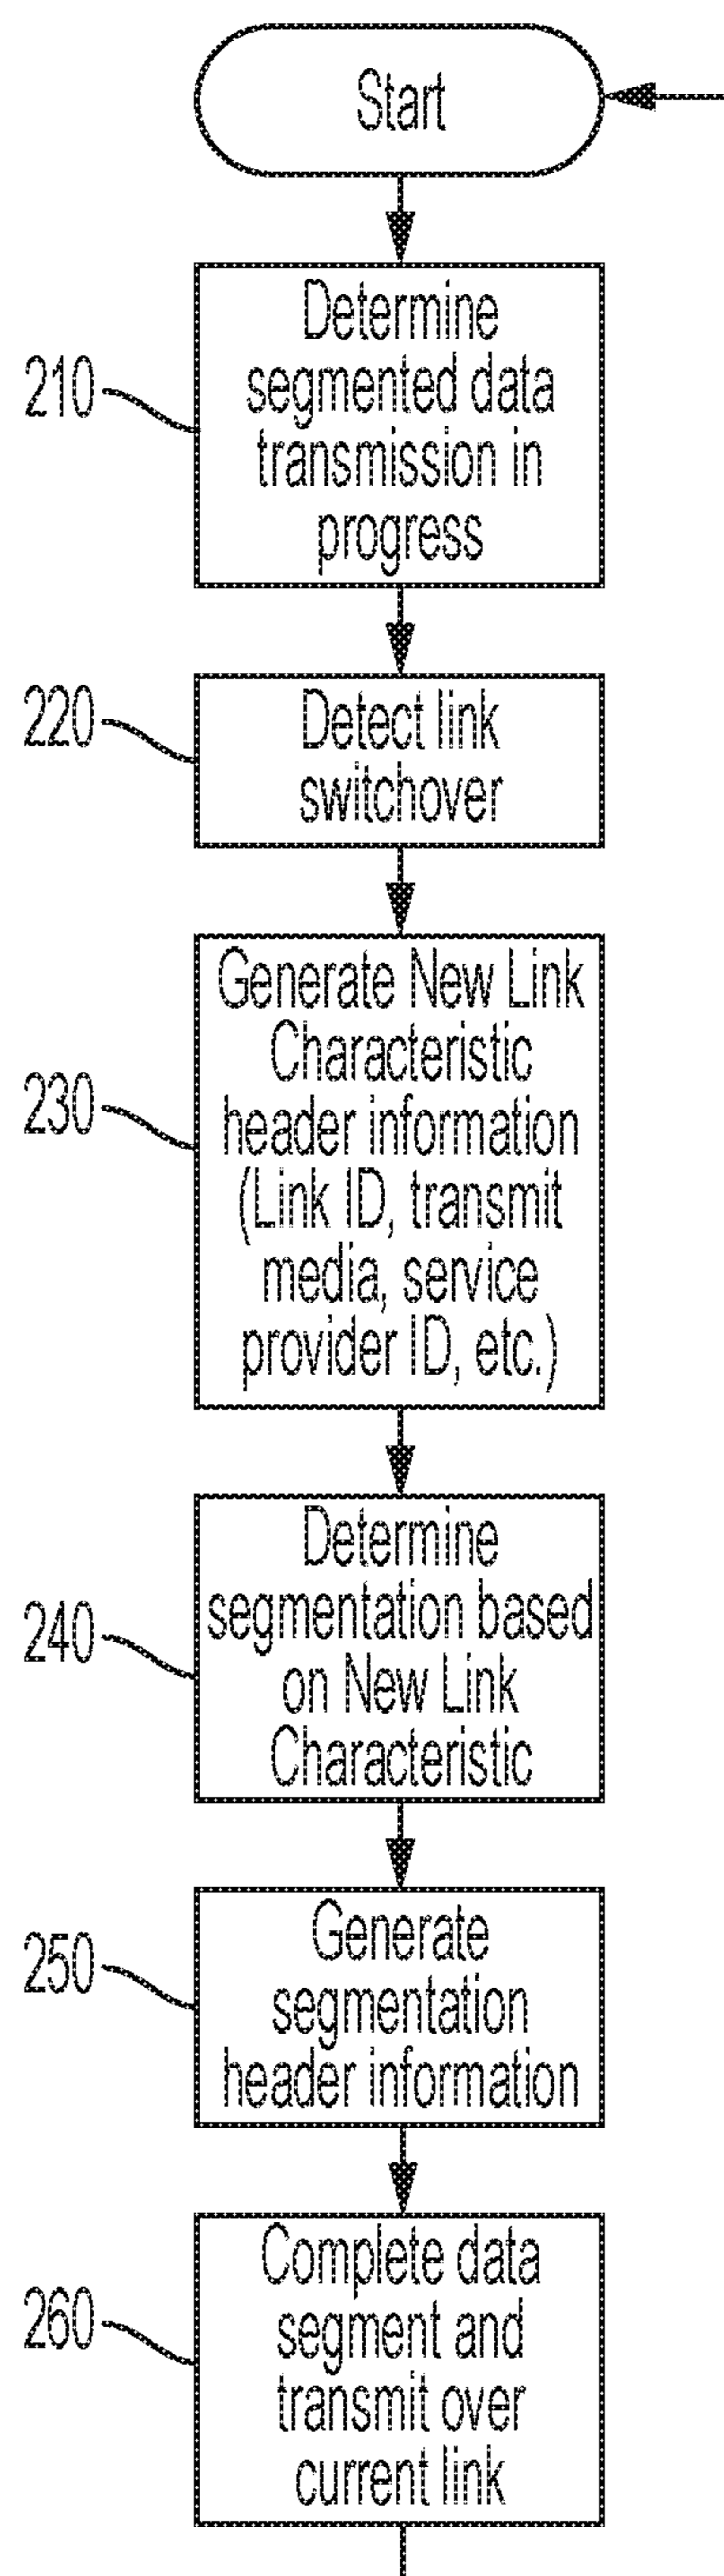 Start
210
Determine
segmented data
transmission in
progress
220
Detect link
switchover
230
Generate New Link
Characteristic
header information
(Link ID, transmit
media, service
provider ID, etc.)
240
Determine
segmentation based
on New Link
Characteristic
250
Generate
segmentation
header information
260
Complete data
segment and
transmit over
current link